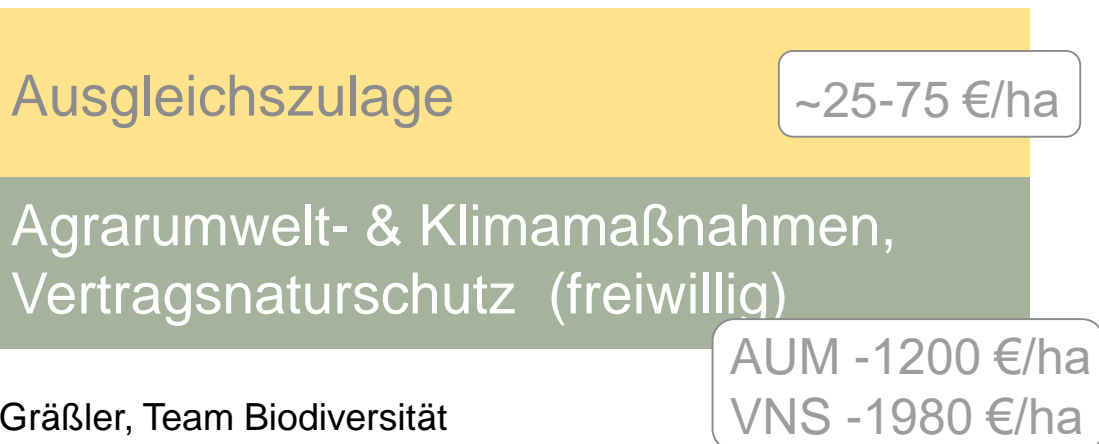 Ausgleichszulage
~25-75 €/ha
Agrarumwelt- & Klimamaßnahmen,
Vertragsnaturschutz (freiwillig)
AUM -1200 €/ha
VNS -1980 €/ha
Gräßler, Team Biodiversität